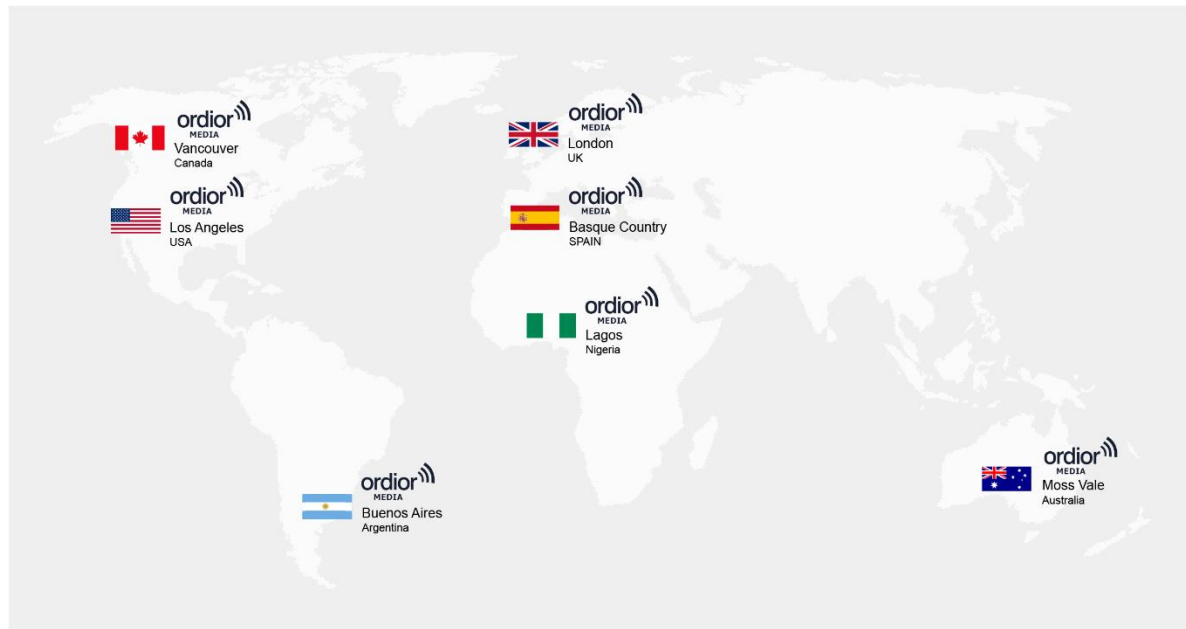 ordior
MEDIA
Vancouver
Canada
ordior
MEDIA
Los Angeles
USA
ordior
MEDIA
London
UK
ordior
MEDIA
Basque Country
SPAIN
ordior
MEDIA
Lagos
Nigeria
ordior
MEDIA
Buenos Aires
Argentina
ordior
MEDIA
Moss Vale
Australia